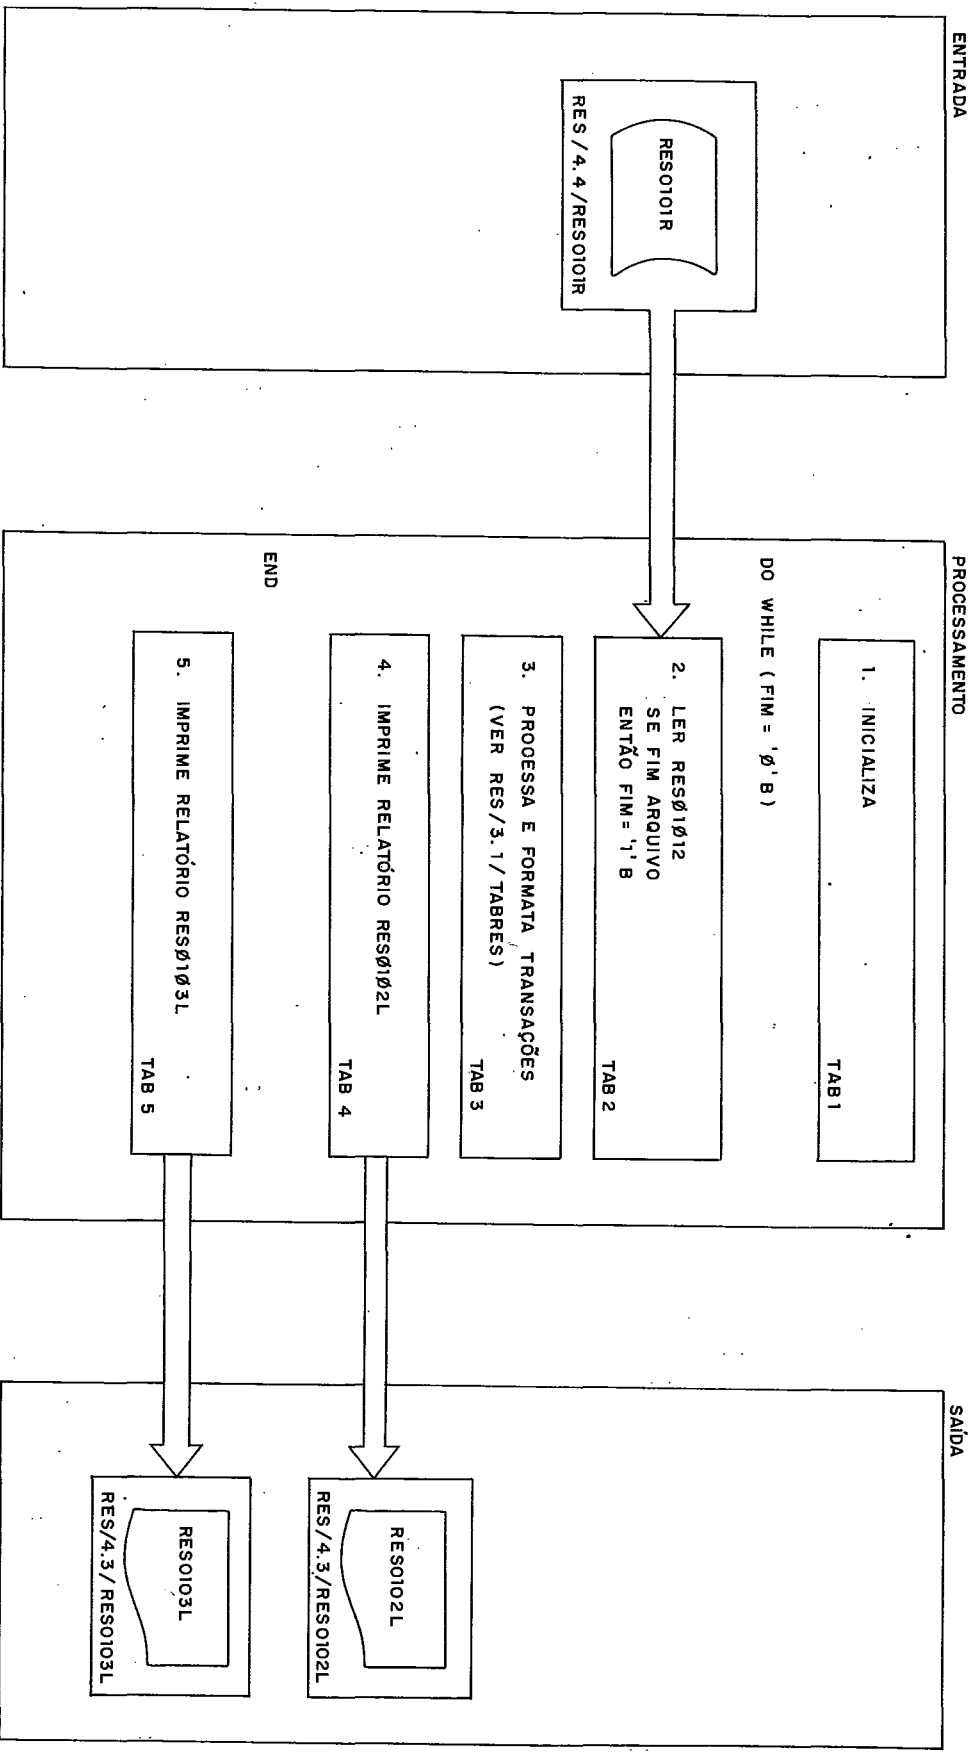 ENTRADA
RES0101R
RES/4.4/RES0101R
PROCESSAMENTO
1. INICIALIZA
TAB 1
DO WHILE (FIM = 'Ø'B)
2. LER RESØ1Ø12
SE FIM ARQUIVO
ENTÃO FIM = '1' B
TAB 2
3. PROCESSA E FORMATA TRANSAÇÕES
(VER RES/3.1/TABRES)
TAB 3
4. IMPRIME RELATÓRIO RESØ1Ø2L
TAB 4
END
5. IMPRIME RELATÓRIO RESØ1Ø3L
TAB 5
SAÍDA
RES0102L
RES/4.3/RES0102L
RES0103L
RES/4.3/RES0103L